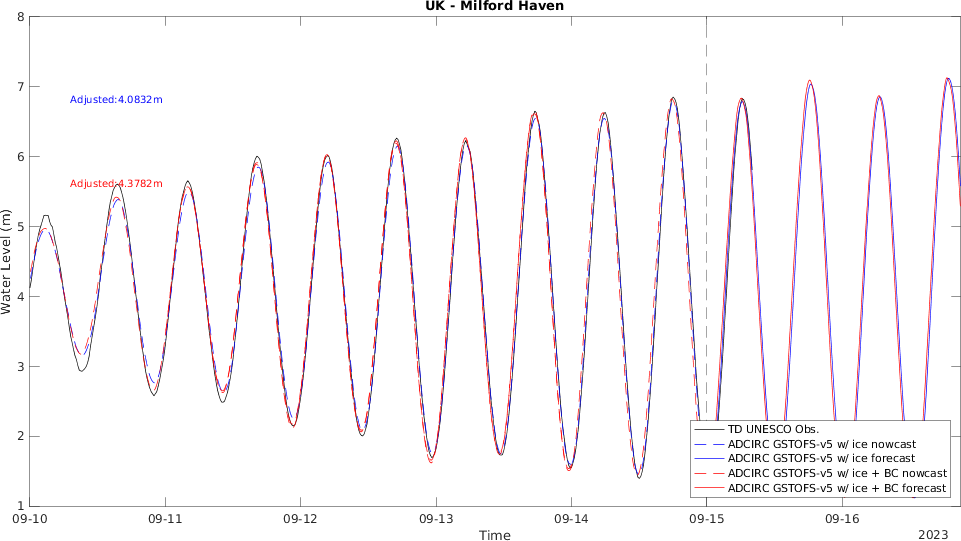 UK - Milford Haven
8
7
6
5
4
3
2
1
Water Level (m)
Adjusted:4.0832m
Adjusted:4.3782m
TD UNESCO Obs.
ADCIRC GSTOFS-v5 w/ ice nowcast
ADCIRC GSTOFS-v5 w/ ice forecast
ADCIRC GSTOFS-v5 w/ ice + BC nowcast
ADCIRC GSTOFS-v5 w/ ice + BC forecast
09-10 09-11 09-12 09-13 09-14 09-15 09-16
Time
2023